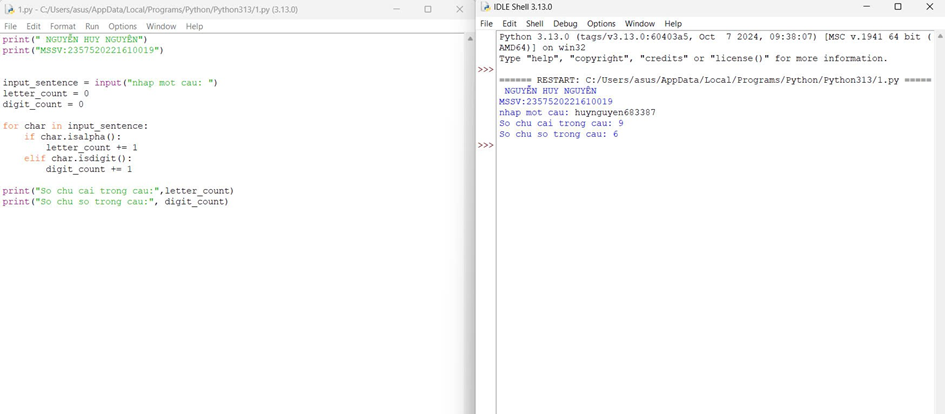 1.py - C:/Users/asus/AppData/Local/Programs/Python/Python313/1.py (3.13.0)
File Edit Format Run Options Window Help
print(" NGUYỄN HUY NGUYÊN")
print("MSSV:2357520221610019")
input_sentence = input("nhap mot cau: ")
letter_count = 0
digit_count = 0
for char in input_sentence:
    if char.isalpha():
        letter_count += 1
    elif char.isdigit():
        digit_count += 1
print("So chu cai trong cau:",letter_count)
print("So chu so trong cau:", digit_count)
IDLE Shell 3.13.0
File Edit Shell Debug Options Window Help
Python 3.13.0 (tags/v3.13.0:60403a5, Oct  7 2024, 09:38:07) [MSC v.1941 64 bit (
AMD64)] on win32
Type "help", "copyright", "credits" or "license()" for more information.
>>>
====== RESTART: C:/Users/asus/AppData/Local/Programs/Python/Python313/1.py =====
 NGUYỄN HUY NGUYÊN
MSSV:2357520221610019
nhap mot cau: huynguyen683387
So chu cai trong cau: 9
So chu so trong cau: 6
>>>